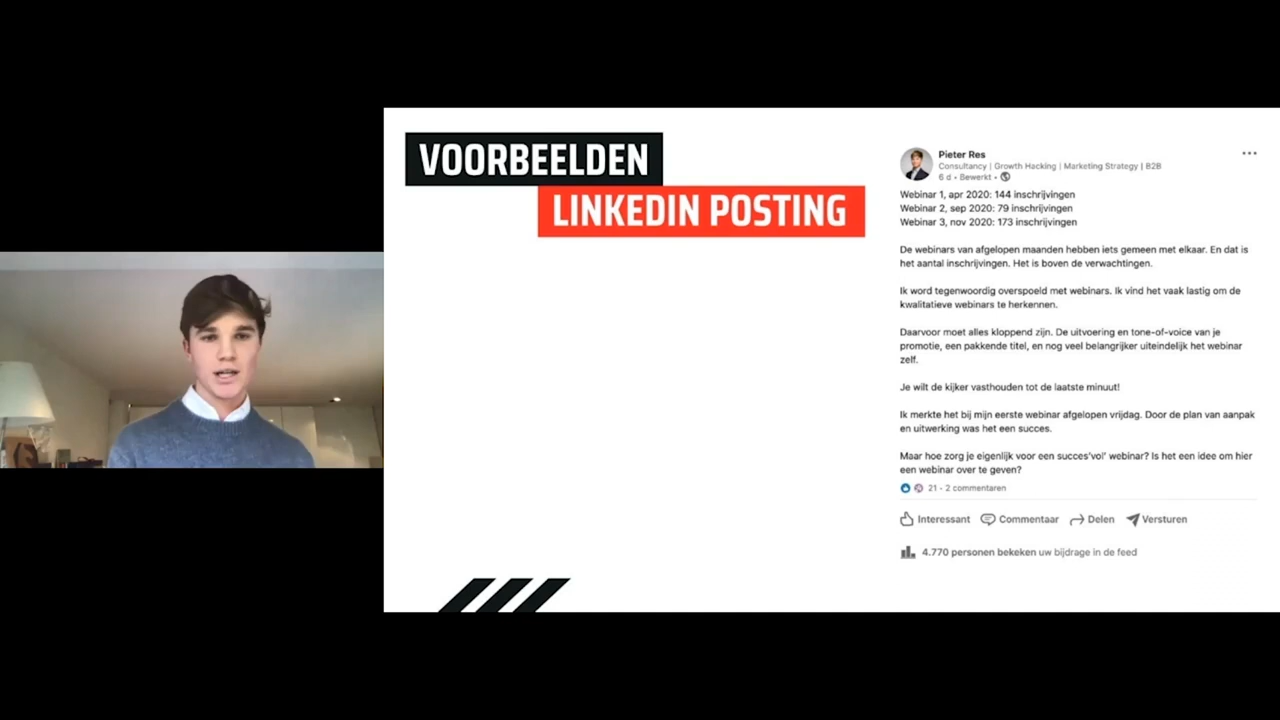 VOORBEELDEN
LINKEDIN POSTING
Pieter Res
Consultancy | Growth Hacking | Marketing Strategy | B2B
6 d • Bewerkt •
Webinar 1, apr 2020: 144 inschrijvingen
Webinar 2, sep 2020: 79 inschrijvingen
Webinar 3, nov 2020: 173 inschrijvingen
De webinars van afgelopen maanden hebben iets gemeen met elkaar. En dat is
het aantal inschrijvingen. Het is boven de verwachtingen.
Ik word tegenwoordig overspoeld met webinars. Ik vind het vaak lastig om de
kwalitatieve webinars te herkennen.
Daarvoor moet alles kloppend zijn. De uitvoering en tone-of-voice van je
promotie, een pakkende titel, en nog veel belangrijker uiteindelijk het webinar
zelf.
Je wilt de kijker vasthouden tot de laatste minuut!
Ik merkte het bij mijn eerste webinar afgelopen vrijdag. Door de plan van aanpak
en uitwerking was het een succes.
Maar hoe zorg je eigenlijk voor een succes'vol' webinar? Is het een idee om hier
een webinar over te geven?
21 - 2 commentaren
Interessant Commentaar Delen Versturen
4.770 personen bekeken uw bijdrage in de feed